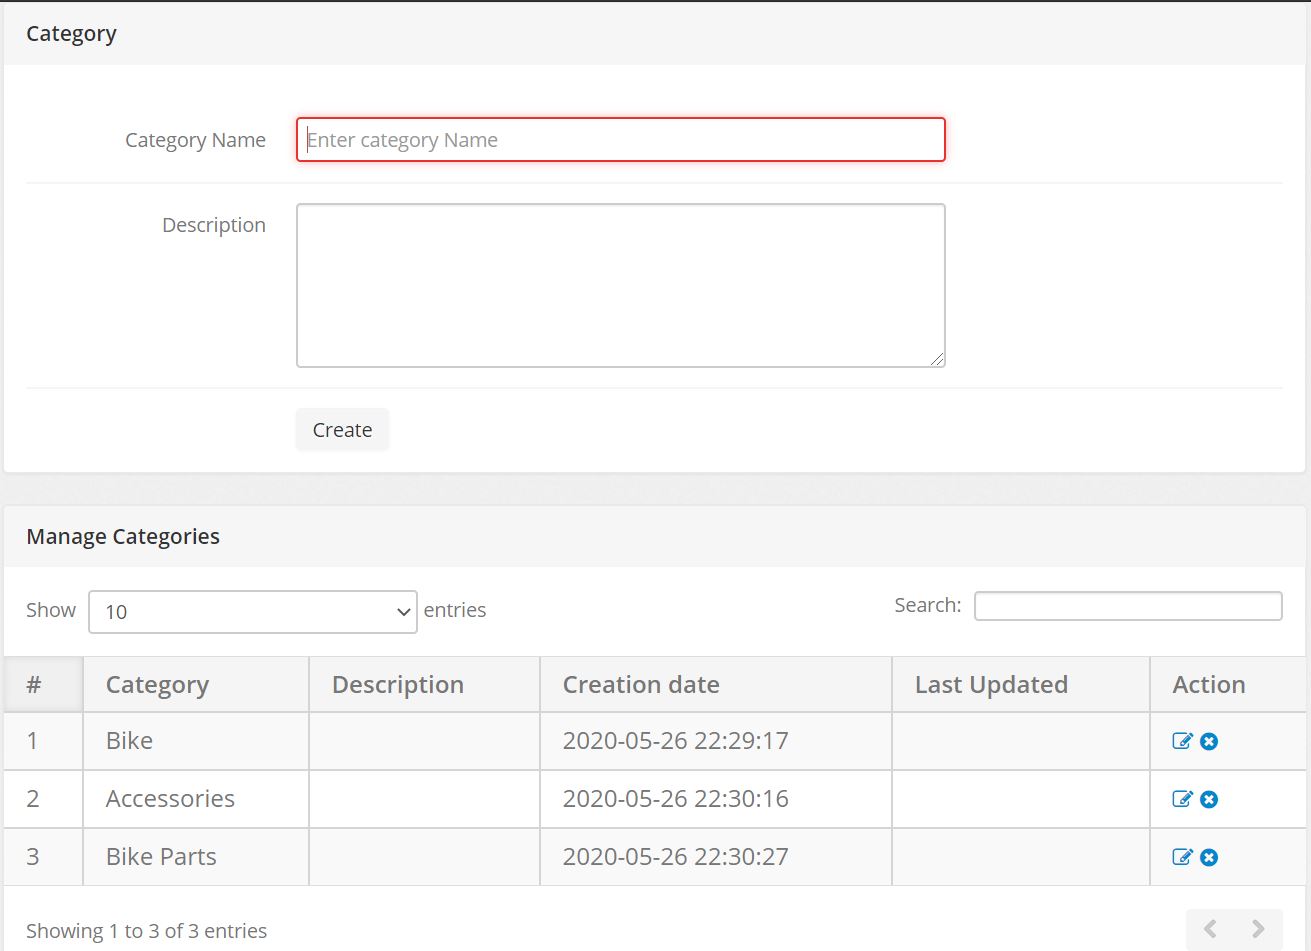 Category
Category Name
Enter category Name
Description
Create
Manage Categories
Show 10 entries Search:
# Category Description Creation date Last Updated Action
1 Bike 2020-05-26 22:29:17
2 Accessories 2020-05-26 22:30:16
3 Bike Parts 2020-05-26 22:30:27
Showing 1 to 3 of 3 entries